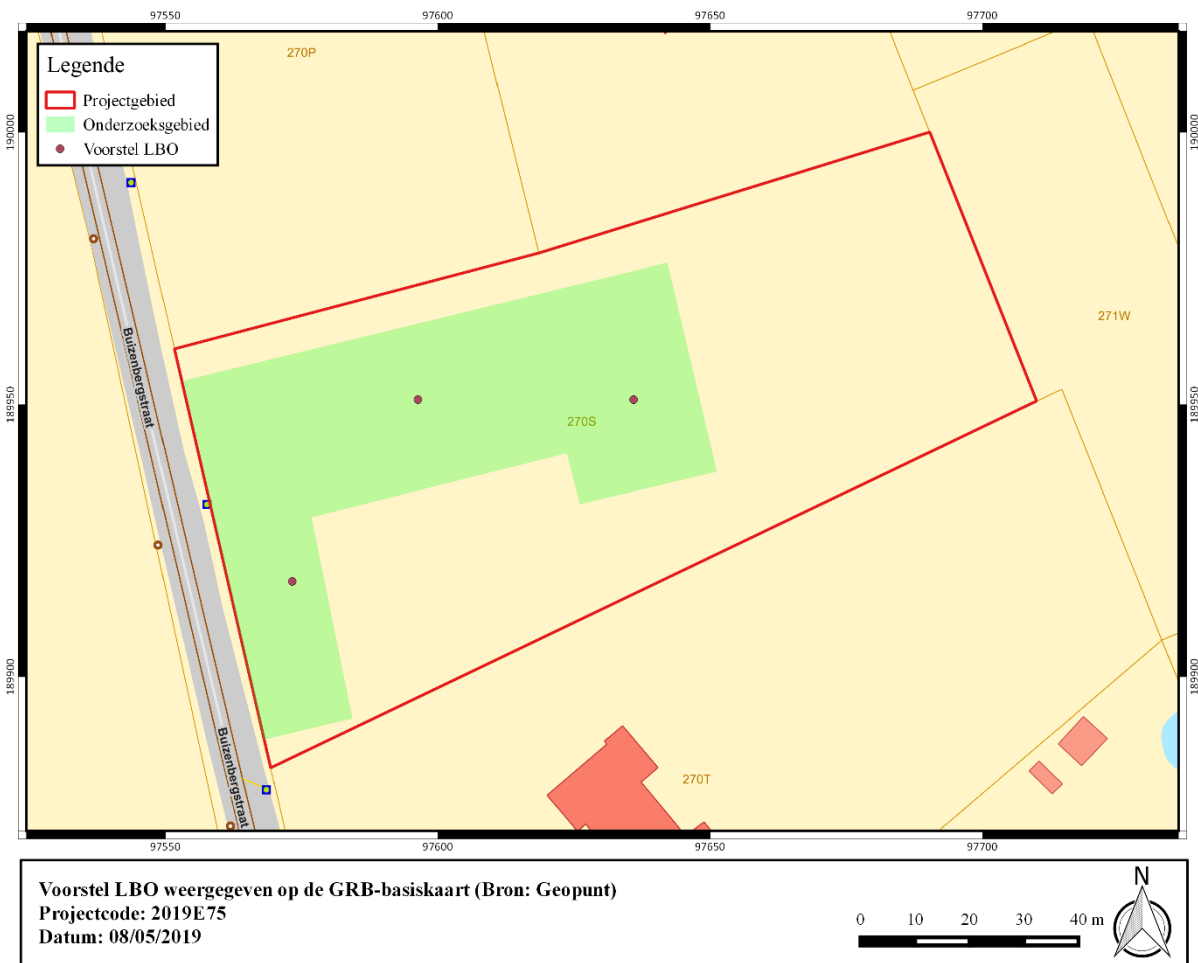 97550 97600 97650 97700
Legende
Projectgebied
Onderzoeksgebied
Voorstel LBO
270P
190000 190000
271W
Buizenbergstraat
189950 189950
270S
189900 189900
Buizenbergstraat
270T
97550 97600 97650 97700
Voorstel LBO weergegeven op de GRB-basiskaart (Bron: Geopunt)
Projectcode: 2019E75
Datum: 08/05/2019
0 10 20 30 40 m
N